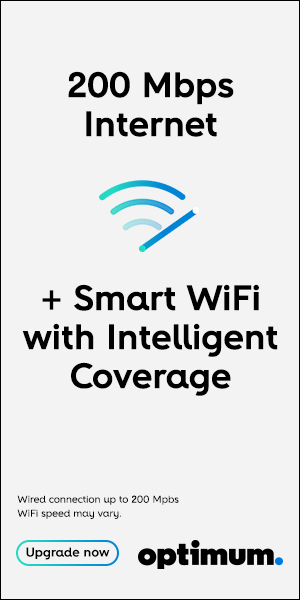 200 Mbps
Internet
+ Smart WiFi
with Intelligent
Coverage
Wired connection up to 200 Mpbs
WiFi speed may vary.
Upgrade now
optimum.